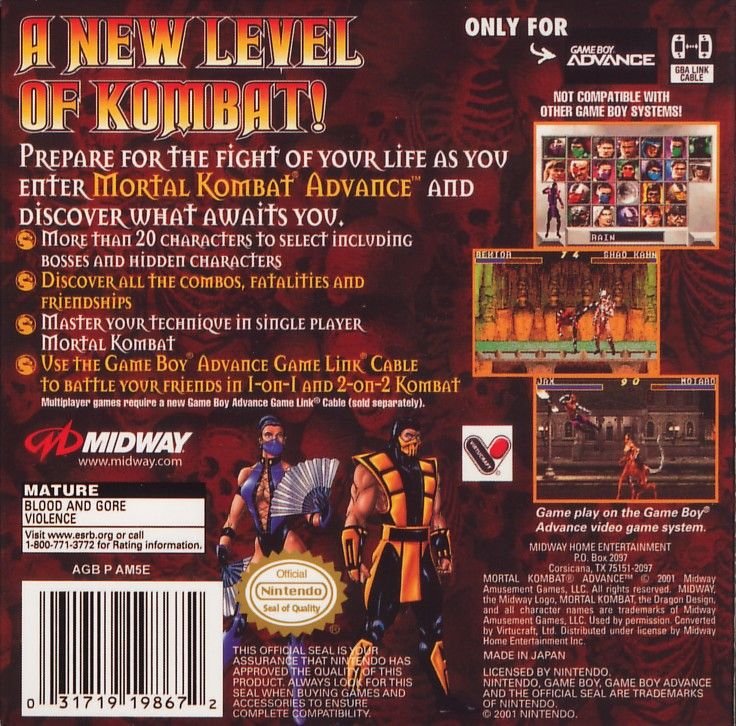 A NEW LEVEL
OF KOMBAT!
PREPARE FOR THE FIGHT OF YOUR LIFE AS YOU
ENTER MORTAL KOMBAT® ADVANCE™ AND
DISCOVER WHAT AWAITS YOU.
MORE THAN 20 CHARACTERS TO SELECT INCLUDING
BOSSES AND HIDDEN CHARACTERS
DISCOVER ALL THE COMBOS, FATALITIES AND
FRIENDSHIPS
MASTER YOUR TECHNIQUE IN SINGLE PLAYER
MORTAL KOMBAT
USE THE GAME BOY® ADVANCE GAME LINK® CABLE
TO BATTLE YOUR FRIENDS IN 1-ON-1 AND 2-ON-2 KOMBAT
Multiplayer games require a new Game Boy Advance Game Link® Cable (sold separately).
ONLY FOR
GAME BOY
ADVANCE
GBA LINK
CABLE
NOT COMPATIBLE WITH
OTHER GAME BOY SYSTEMS!
RAIN
74
SHAO KAHN
JAX
90
MOTARO
Game play on the Game Boy®
Advance video game system.
MIDWAY
www.midway.com
VIRTUCRAFT
MATURE
BLOOD AND GORE
VIOLENCE
Visit www.esrb.org or call
1-800-771-3772 for Rating information.
AGB P AM5E
0 31719 19867 2
Official
Nintendo
Seal of Quality
THIS OFFICIAL SEAL IS YOUR
ASSURANCE THAT NINTENDO HAS
APPROVED THE QUALITY OF THIS
PRODUCT. ALWAYS LOOK FOR THIS
SEAL WHEN BUYING GAMES AND
ACCESSORIES TO ENSURE
COMPLETE COMPATIBILITY.
MIDWAY HOME ENTERTAINMENT
P.O. Box 2097
Corsicana, TX 75151-2097
MORTAL KOMBAT® ADVANCE™ © 2001 Midway
Amusement Games, LLC. All rights reserved. MIDWAY,
the Midway Logo, MORTAL KOMBAT, the Dragon Design,
and all character names are trademarks of Midway
Amusement Games, LLC. Used by permission. Converted
by Virtucraft, Ltd. Distributed under license by Midway
Home Entertainment Inc.
MADE IN JAPAN
LICENSED BY NINTENDO.
NINTENDO, GAME BOY, GAME BOY ADVANCE
AND THE OFFICIAL SEAL ARE TRADEMARKS
OF NINTENDO.
© 2001 NINTENDO.